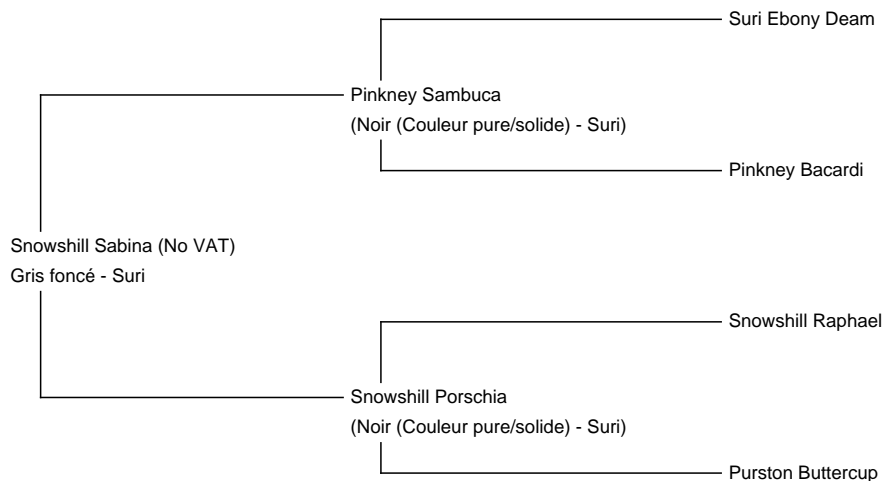 Suri Ebony Deam
Pinkney Sambuca
(Noir (Couleur pure/solide) - Suri)
Pinkney Bacardi
Snowshill Sabina (No VAT)
Gris foncé - Suri
Snowshill Raphael
Snowshill Porschia
(Noir (Couleur pure/solide) - Suri)
Purston Buttercup